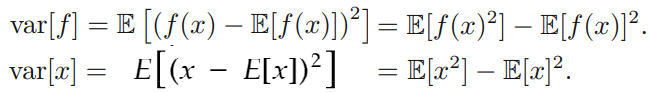 var[f] = 𝔼 [(f(x) − 𝔼[f(x)])²] = 𝔼[f(x)²] − 𝔼[f(x)]².
var[x] = E[(x − E[x])²] = 𝔼[x²] − 𝔼[x]².